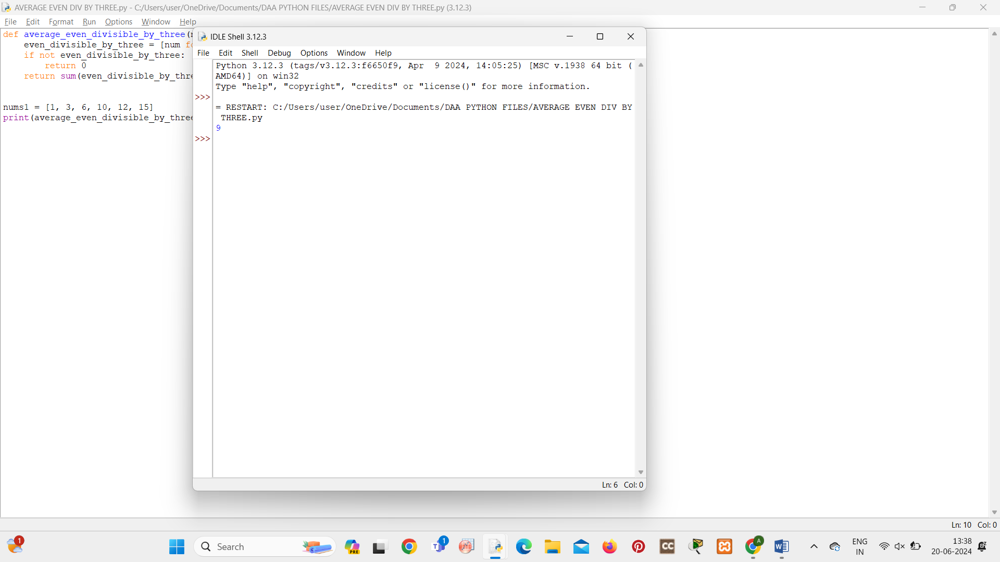 AVERAGE EVEN DIV BY THREE.py - C:/Users/user/OneDrive/Documents/DAA PYTHON FILES/AVERAGE EVEN DIV BY THREE.py (3.12.3)
File Edit Format Run Options Window Help
def average_even_divisible_by_three(
    even_divisible_by_three = [num fo
    if not even_divisible_by_three:
        return 0
    return sum(even_divisible_by_thre
nums1 = [1, 3, 6, 10, 12, 15]
print(average_even_divisible_by_three
IDLE Shell 3.12.3
File Edit Shell Debug Options Window Help
Python 3.12.3 (tags/v3.12.3:f6650f9, Apr  9 2024, 14:05:25) [MSC v.1938 64 bit (
AMD64)] on win32
Type "help", "copyright", "credits" or "license()" for more information.
>>>
= RESTART: C:/Users/user/OneDrive/Documents/DAA PYTHON FILES/AVERAGE EVEN DIV BY
 THREE.py
9
>>>
Ln: 6 Col: 0
Ln: 10 Col: 0
1
Search
PRE
T
1
CC
A
W
ENG
IN
13:38
20-06-2024